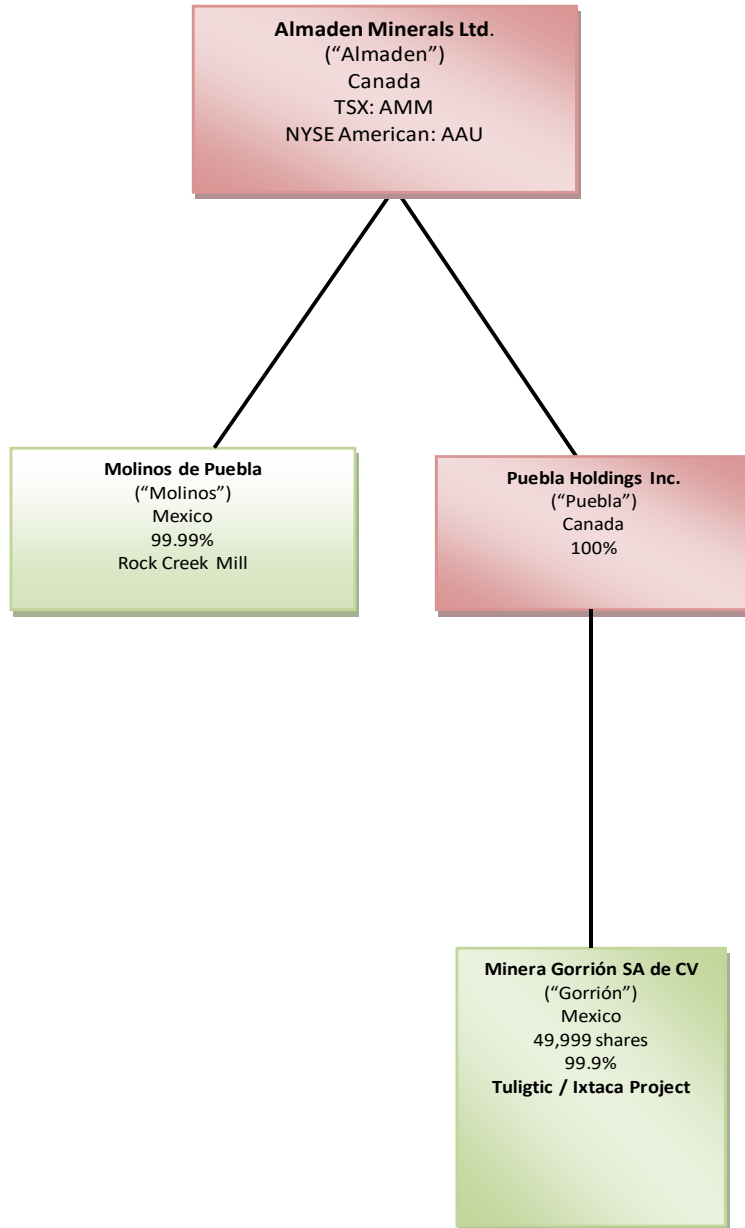 Almaden Minerals Ltd.
(“Almaden”)
Canada
TSX: AMM
NYSE American: AAU
Molinos de Puebla
(“Molinos”)
Mexico
99.99%
Rock Creek Mill
Puebla Holdings Inc.
(“Puebla”)
Canada
100%
Minera Gorrión SA de CV
(“Gorrión”)
Mexico
49,999 shares
99.9%
Tuligtic / Ixtaca Project